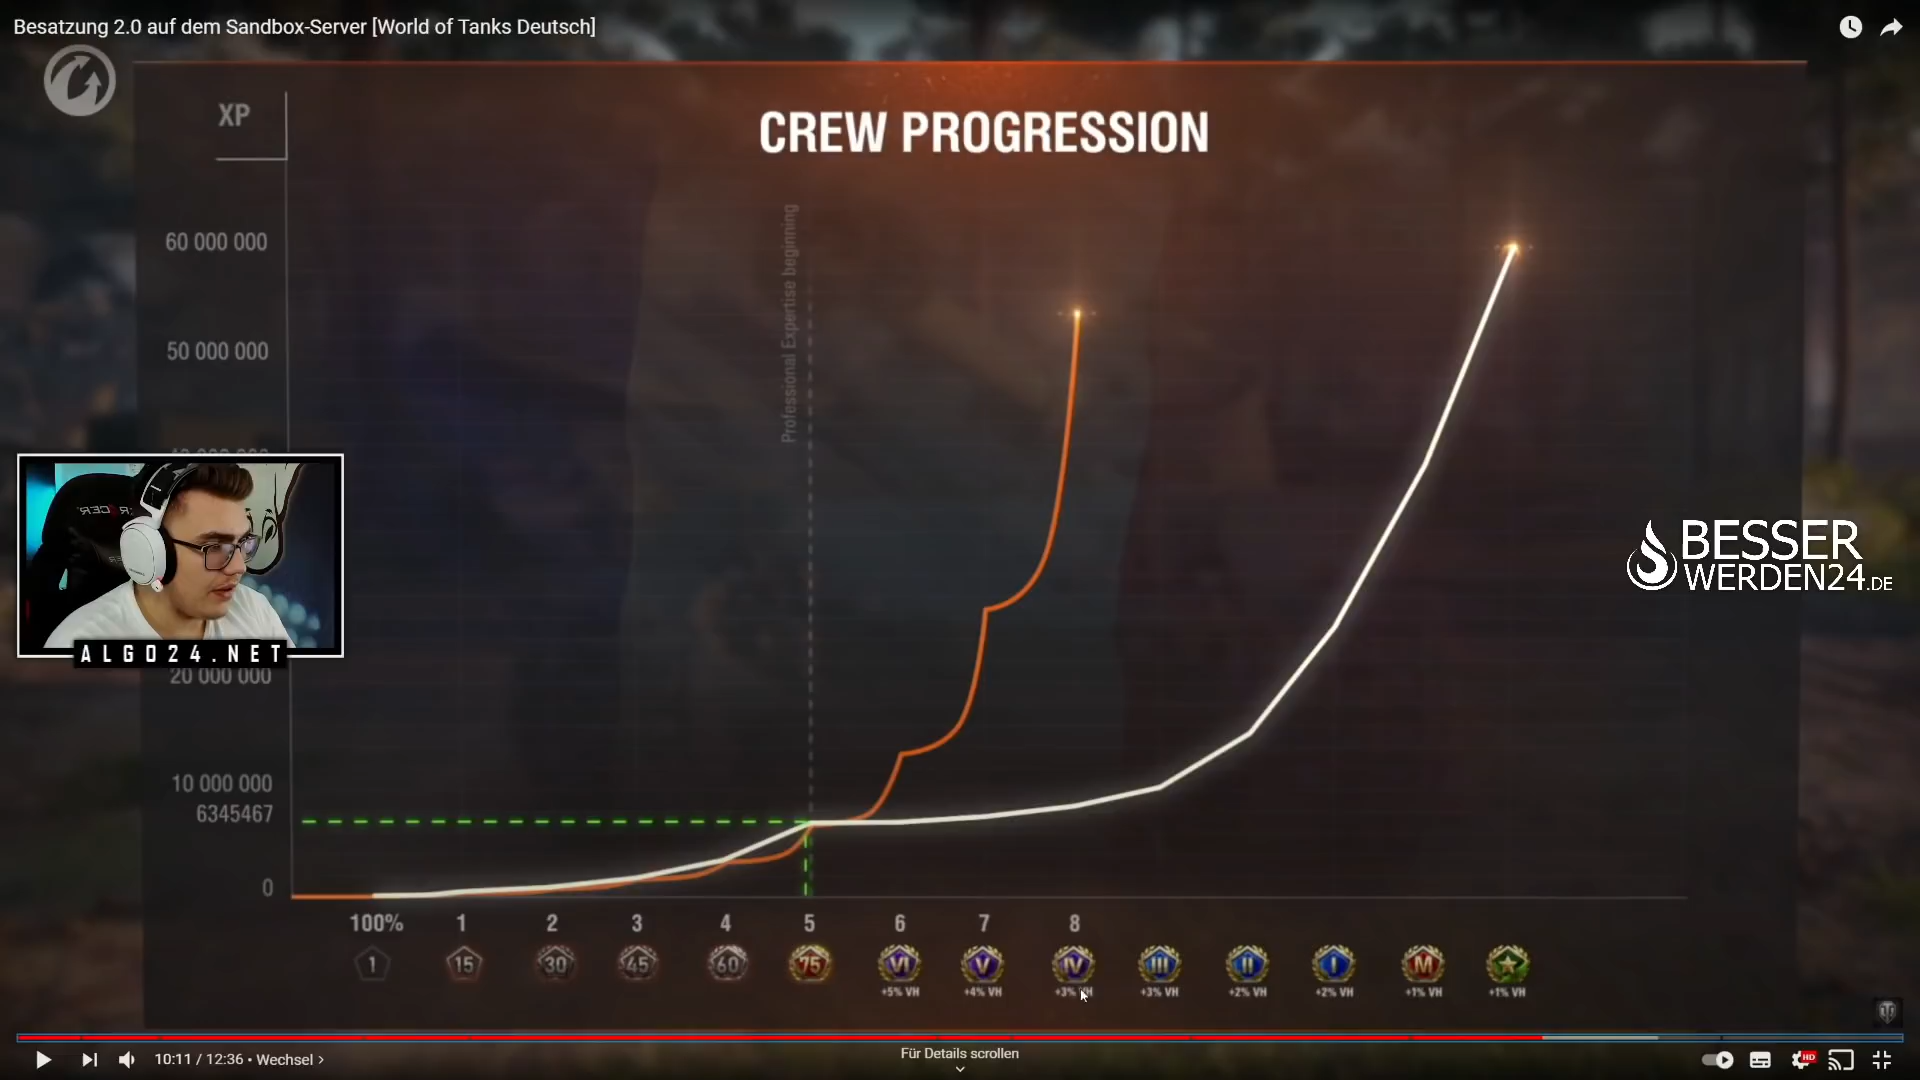 Besatzung 2.0 auf dem Sandbox-Server [World of Tanks Deutsch]
XP
CREW PROGRESSION
Professional Expertise beginning
60 000 000
50 000 000
20 000 000
10 000 000
6345467
0
ALGO24.NET
BESSER
WERDEN24.DE
100% 1 2 3 4 5 6 7 8
1 15 30 45 60 75 VI V IV III II I M
+5% VH +4% VH +3% VH +3% VH +2% VH +2% VH +1% VH +1% VH
10:11 / 12:36 • Wechsel >
Für Details scrollen
HD